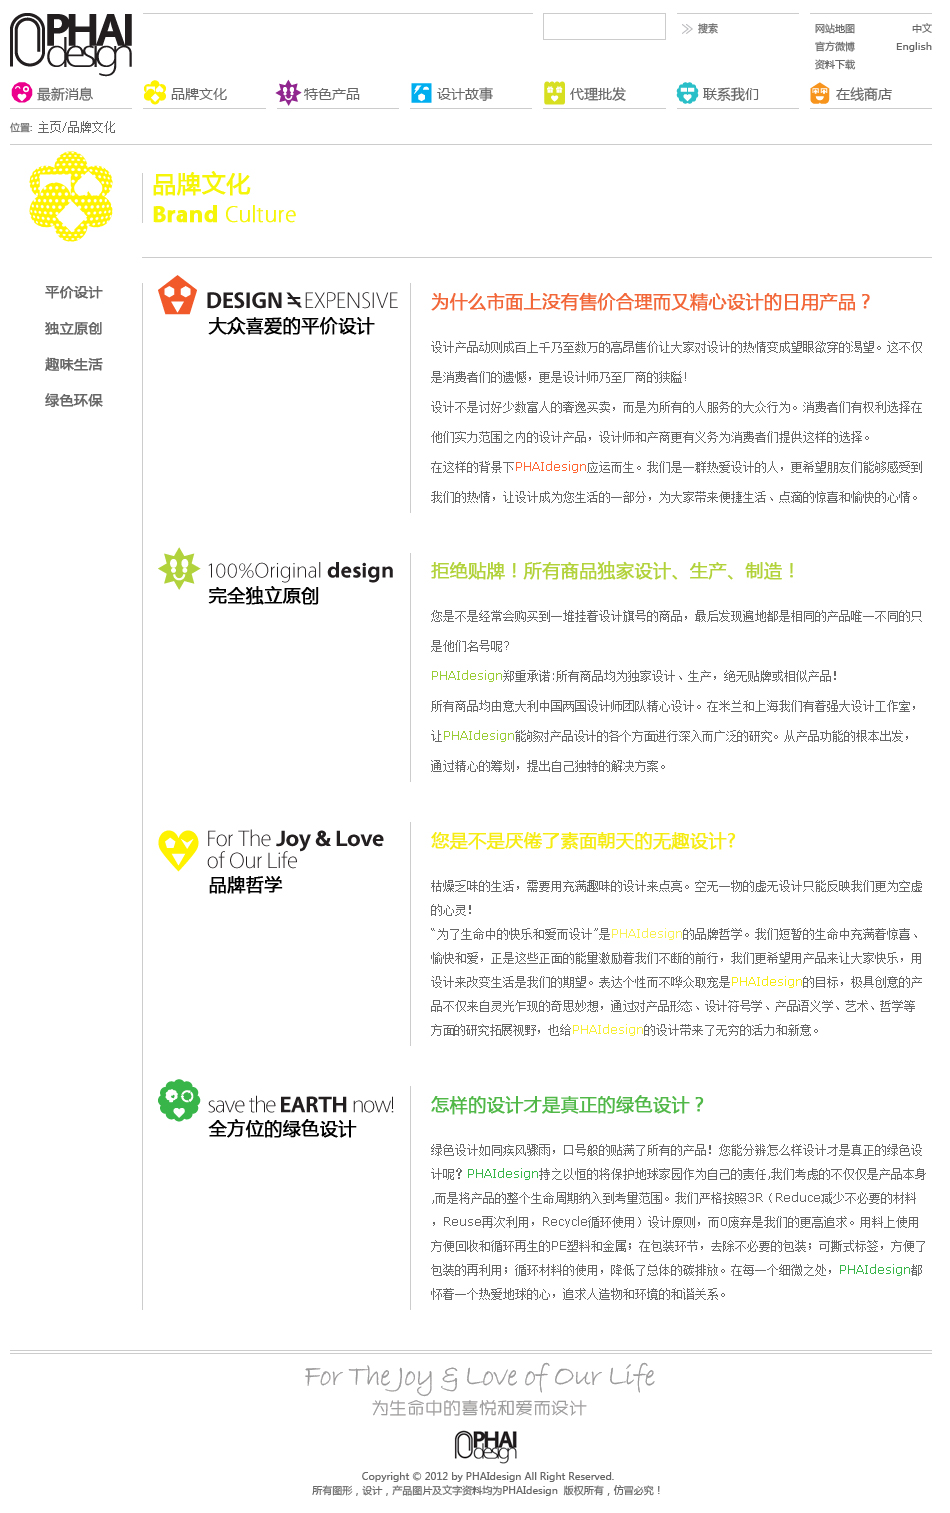 PHAI
design
搜索
网站地图 中文
官方微博 English
资料下载
最新消息 品牌文化 特色产品 设计故事 代理批发 联系我们 在线商店
位置: 主页/品牌文化
品牌文化
Brand Culture
平价设计
独立原创
趣味生活
绿色环保
DESIGN ≒ EXPENSIVE
大众喜爱的平价设计
为什么市面上没有售价合理而又精心设计的日用产品？
设计产品动则成百上千乃至数万的高昂售价让大家对设计的热情变成望眼欲穿的渴望。这不仅
是消费者们的遗憾，更是设计师乃至厂商的狭隘!
设计不是讨好少数富人的奢逸买卖，而是为所有的人服务的大众行为。消费者们有权利选择在
他们实力范围之内的设计产品，设计师和产商更有义务为消费者们提供这样的选择。
在这样的背景下PHAIdesign应运而生。我们是一群热爱设计的人，更希望朋友们能够感受到
我们的热情，让设计成为您生活的一部分，为大家带来便捷生活、点滴的惊喜和愉快的心情。
100%Original design
完全独立原创
拒绝贴牌！所有商品独家设计、生产、制造！
您是不是经常会购买到一堆挂着设计旗号的商品，最后发现遍地都是相同的产品唯一不同的只
是他们名号呢?
PHAIdesign郑重承诺:所有商品均为独家设计、生产，绝无贴牌或相似产品!
所有商品均由意大利中国两国设计师团队精心设计。在米兰和上海我们有着强大设计工作室，
让PHAIdesign能够对产品设计的各个方面进行深入而广泛的研究。从产品功能的根本出发，
通过精心的筹划，提出自己独特的解决方案。
For The Joy & Love
of Our Life
品牌哲学
您是不是厌倦了素面朝天的无趣设计?
枯燥乏味的生活，需要用充满趣味的设计来点亮。空无一物的虚无设计只能反映我们更为空虚
的心灵!
“为了生命中的快乐和爱而设计”是PHAIdesign的品牌哲学。我们短暂的生命中充满着惊喜、
愉快和爱，正是这些正面的能量激励着我们不断的前行，我们更希望用产品来让大家快乐，用
设计来改变生活是我们的期望。表达个性而不哗众取宠是PHAIdesign的目标，极具创意的产
品不仅来自灵光乍现的奇思妙想，通过对产品形态、设计符号学、产品语义学、艺术、哲学等
方面的研究拓展视野，也给PHAIdesign的设计带来了无穷的活力和新意。
save the EARTH now!
全方位的绿色设计
怎样的设计才是真正的绿色设计？
绿色设计如同疾风骤雨，口号般的贴满了所有的产品! 您能分辨怎么样设计才是真正的绿色设
计呢? PHAIdesign持之以恒的将保护地球家园作为自己的责任,我们考虑的不仅仅是产品本身
,而是将产品的整个生命周期纳入到考量范围。我们严格按照3R（Reduce减少不必要的材料
，Reuse再次利用，Recycle循环使用）设计原则，而0废弃是我们的更高追求。用料上使用
方便回收和循环再生的PE塑料和金属；在包装环节，去除不必要的包装；可撕式标签，方便了
包装的再利用；循环材料的使用，降低了总体的碳排放。在每一个细微之处，PHAIdesign都
怀着一个热爱地球的心，追求人造物和环境的和谐关系。
For The Joy & Love of Our Life
为生命中的喜悦和爱而设计
PHAI
design
Copyright © 2012 by PHAIdesign All Right Reserved.
所有图形，设计，产品图片及文字资料均为PHAIdesign 版权所有，仿冒必究！